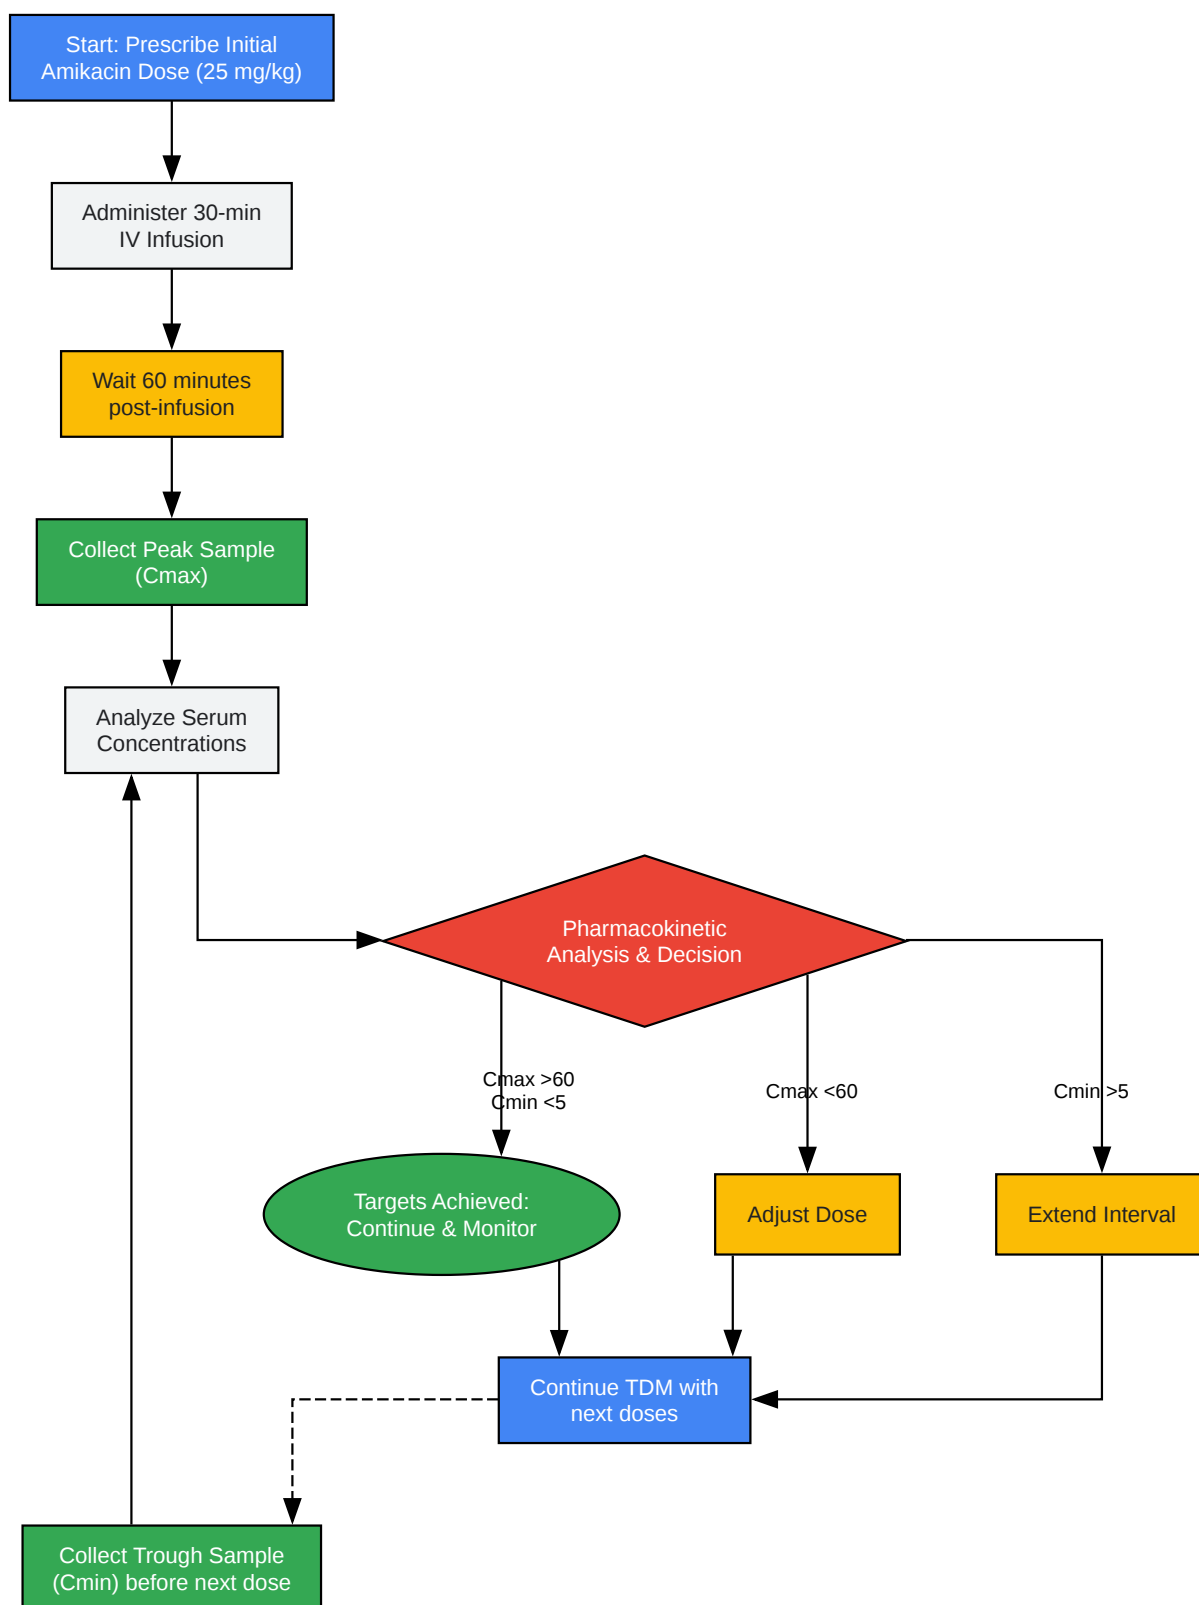 Start: Prescribe Initial
Amikacin Dose (25 mg/kg)
Administer 30-min
IV Infusion
Wait 60 minutes
post-infusion
Collect Peak Sample
(Cmax)
Analyze Serum
Concentrations
Pharmacokinetic
Analysis & Decision
Cmax >60
Cmin <5
Cmax <60
Cmin >5
Targets Achieved:
Continue & Monitor
Adjust Dose
Extend Interval
Continue TDM with
next doses
Collect Trough Sample
(Cmin) before next dose